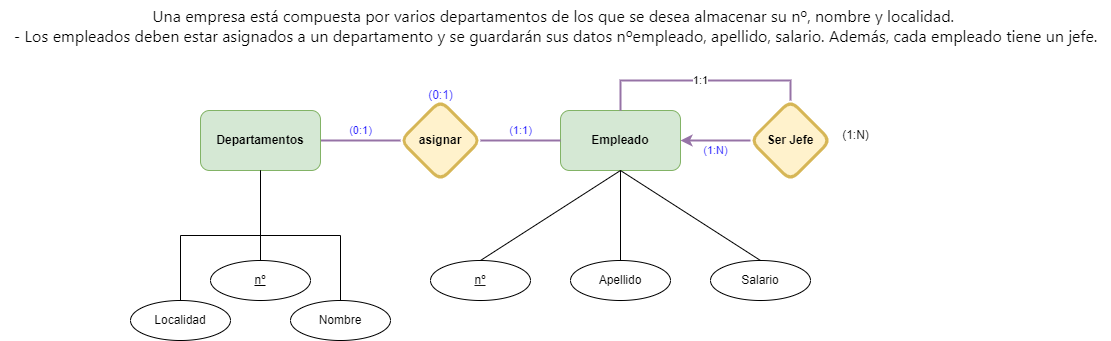 Una empresa está compuesta por varios departamentos de los que se desea almacenar su nº, nombre y localidad.
- Los empleados deben estar asignados a un departamento y se guardarán sus datos nºempleado, apellido, salario. Además, cada empleado tiene un jefe.
1:1
(0:1)
Departamentos
(0:1)
asignar
(1:1)
Empleado
(1:N)
Ser Jefe
(1:N)
nº
nº
Apellido
Salario
Localidad
Nombre